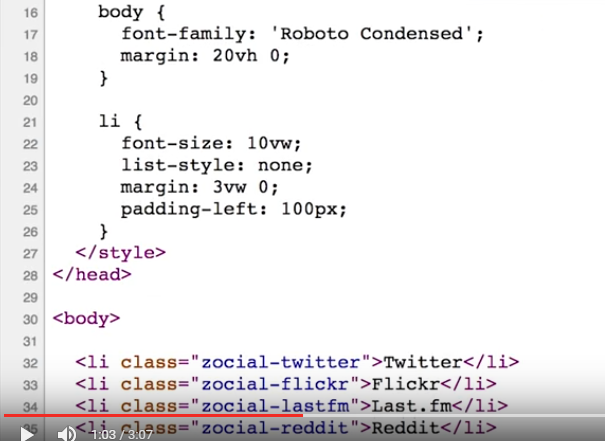 16 body {
17 font-family: 'Roboto Condensed';
18 margin: 20vh 0;
19 }
20
21 li {
22 font-size: 10vw;
23 list-style: none;
24 margin: 3vw 0;
25 padding-left: 100px;
26 }
27 </style>
28 </head>
29
30 <body>
31
32 <li class="zocial-twitter">Twitter</li>
33 <li class="zocial-flickr">Flickr</li>
34 <li class="zocial-lastfm">Last.fm</li>
35 <li class="zocial-reddit">Reddit</li>
1:03 / 3:07